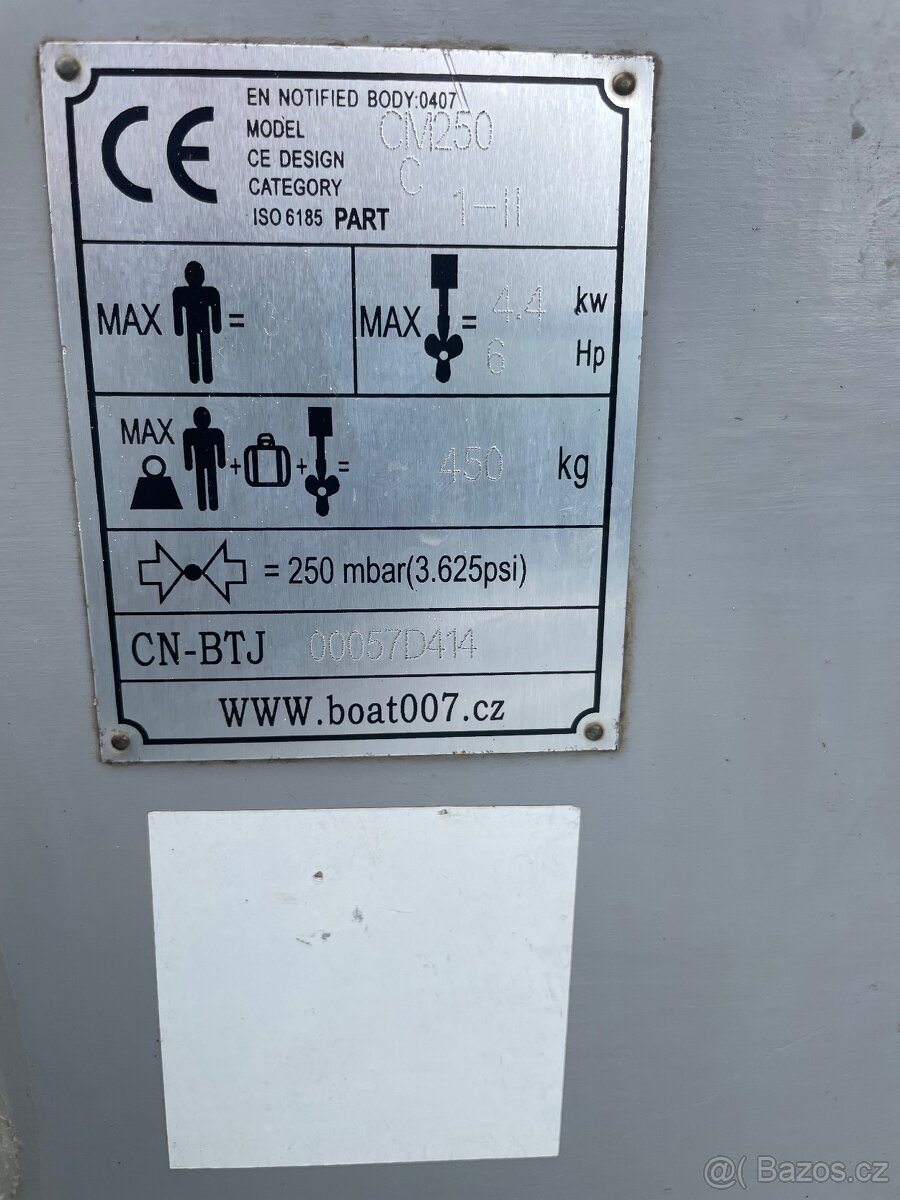 CE EN NOTIFIED BODY:0407
MODEL CM250
CE DESIGN
CATEGORY C
ISO 6185 PART 1-II
MAX =
MAX = 4.4 kw
6 Hp
MAX
+ + = 450 kg
= 250 mbar(3.625psi)
CN-BTJ 00057D414
WWW.boat007.cz
@( Bazos.cz